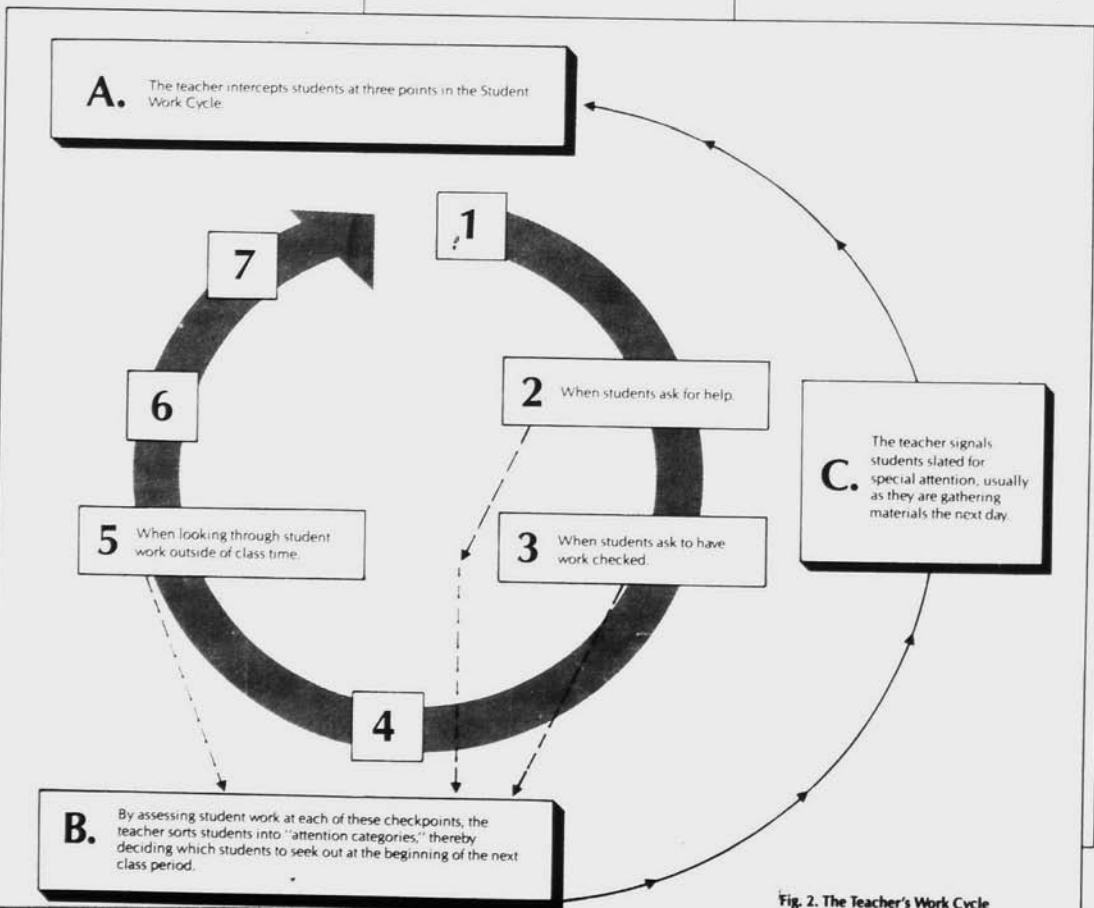 A.
The teacher intercepts students at three points in the Student
Work Cycle.
1
7
2
When students ask for help.
6
C.
The teacher signals
students slated for
special attention, usually
as they are gathering
materials the next day.
5
When looking through student
work outside of class time.
3
When students ask to have
work checked.
4
B.
By assessing student work at each of these checkpoints, the
teacher sorts students into "attention categories," thereby
deciding which students to seek out at the beginning of the next
class period.
Fig. 2. The Teacher's Work Cycle